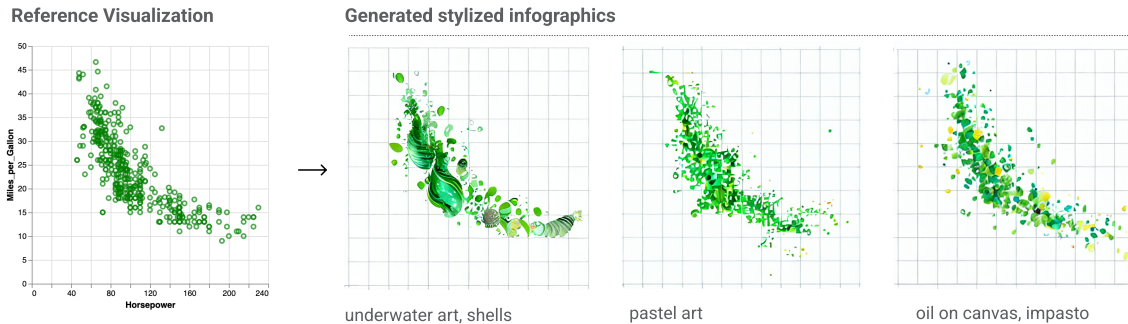 Reference Visualization
Generated stylized infographics
50
45
40
35
30
25
20
15
10
5
0
Miles_per_Gallon
0 40 80 120 160 200 240
Horsepower
underwater art, shells
pastel art
oil on canvas, impasto